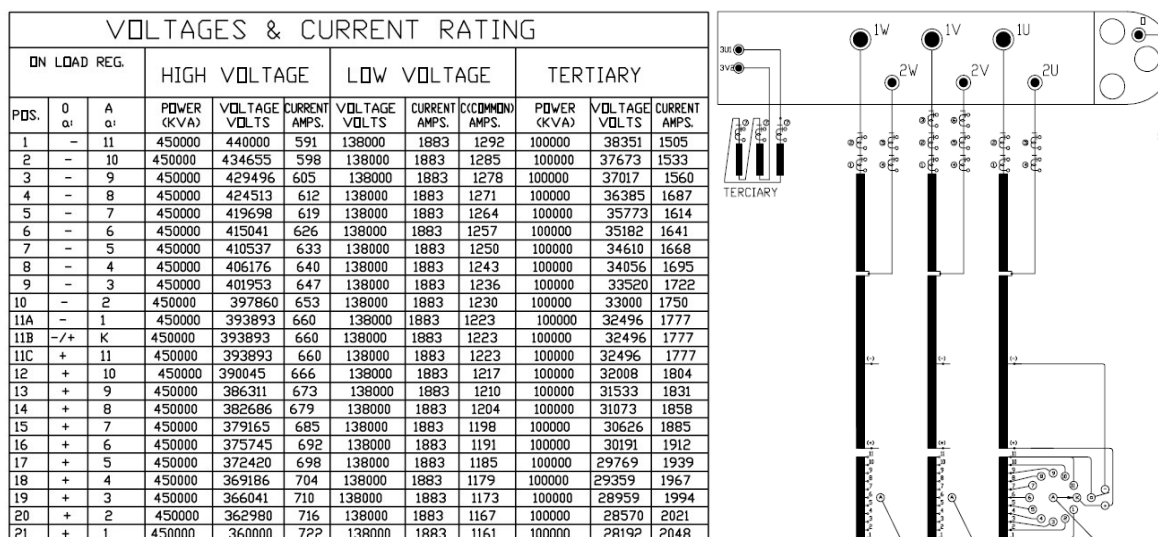 VOLTAGES & CURRENT RATING
ON LOAD REG. HIGH VOLTAGE LOW VOLTAGE TERTIARY
POS. 0 a: A a: POWER (KVA) VOLTAGE VOLTS CURRENT AMPS. VOLTAGE VOLTS CURRENT AMPS. C(COMMON) AMPS. POWER (KVA) VOLTAGE VOLTS CURRENT AMPS.
1 - 11 450000 440000 591 138000 1883 1292 100000 38351 1505
2 - 10 450000 434655 598 138000 1883 1285 100000 37673 1533
3 - 9 450000 429496 605 138000 1883 1278 100000 37017 1560
4 - 8 450000 424513 612 138000 1883 1271 100000 36385 1687
5 - 7 450000 419698 619 138000 1883 1264 100000 35773 1614
6 - 6 450000 415041 626 138000 1883 1257 100000 35182 1641
7 - 5 450000 410537 633 138000 1883 1250 100000 34610 1668
8 - 4 450000 406176 640 138000 1883 1243 100000 34056 1695
9 - 3 450000 401953 647 138000 1883 1236 100000 33520 1722
10 - 2 450000 397860 653 138000 1883 1230 100000 33000 1750
11A - 1 450000 393893 660 138000 1883 1223 100000 32496 1777
11B -/+ K 450000 393893 660 138000 1883 1223 100000 32496 1777
11C + 11 450000 393893 660 138000 1883 1223 100000 32496 1777
12 + 10 450000 390045 666 138000 1883 1217 100000 32008 1804
13 + 9 450000 386311 673 138000 1883 1210 100000 31533 1831
14 + 8 450000 382686 679 138000 1883 1204 100000 31073 1858
15 + 7 450000 379165 685 138000 1883 1198 100000 30626 1885
16 + 6 450000 375745 692 138000 1883 1191 100000 30191 1912
17 + 5 450000 372420 698 138000 1883 1185 100000 29769 1939
18 + 4 450000 369186 704 138000 1883 1179 100000 29359 1967
19 + 3 450000 366041 710 138000 1883 1173 100000 28959 1994
20 + 2 450000 362980 716 138000 1883 1167 100000 28570 2021
21 + 1 450000 360000 722 138000 1883 1161 100000 28192 2048
1W 1V 1U
3U1
3V2
2W 2V 2U
TERCIARY